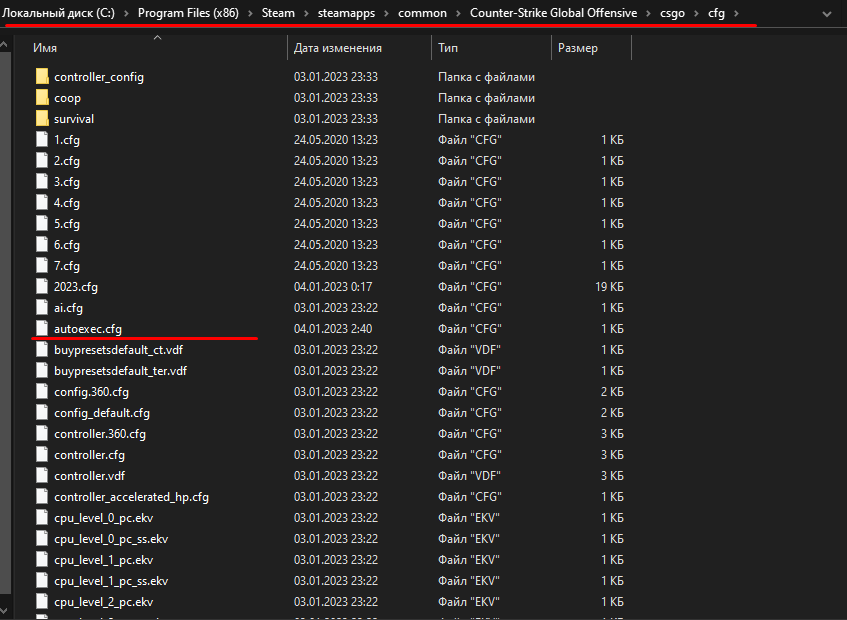 Локальный диск (C:) > Program Files (x86) > Steam > steamapps > common > Counter-Strike Global Offensive > csgo > cfg >
Имя Дата изменения Тип Размер
controller_config 03.01.2023 23:33 Папка с файлами
coop 03.01.2023 23:33 Папка с файлами
survival 03.01.2023 23:33 Папка с файлами
1.cfg 24.05.2020 13:23 Файл "CFG" 1 КБ
2.cfg 24.05.2020 13:23 Файл "CFG" 1 КБ
3.cfg 24.05.2020 13:23 Файл "CFG" 1 КБ
4.cfg 24.05.2020 13:23 Файл "CFG" 1 КБ
5.cfg 24.05.2020 13:23 Файл "CFG" 1 КБ
6.cfg 24.05.2020 13:23 Файл "CFG" 1 КБ
7.cfg 24.05.2020 13:23 Файл "CFG" 1 КБ
2023.cfg 04.01.2023 0:17 Файл "CFG" 19 КБ
ai.cfg 03.01.2023 23:22 Файл "CFG" 1 КБ
autoexec.cfg 04.01.2023 2:40 Файл "CFG" 1 КБ
buypresetsdefault_ct.vdf 03.01.2023 23:22 Файл "VDF" 1 КБ
buypresetsdefault_ter.vdf 03.01.2023 23:22 Файл "VDF" 1 КБ
config.360.cfg 03.01.2023 23:22 Файл "CFG" 2 КБ
config_default.cfg 03.01.2023 23:22 Файл "CFG" 2 КБ
controller.360.cfg 03.01.2023 23:22 Файл "CFG" 3 КБ
controller.cfg 03.01.2023 23:22 Файл "CFG" 3 КБ
controller.vdf 03.01.2023 23:22 Файл "VDF" 3 КБ
controller_accelerated_hp.cfg 03.01.2023 23:22 Файл "CFG" 1 КБ
cpu_level_0_pc.ekv 03.01.2023 23:22 Файл "EKV" 1 КБ
cpu_level_0_pc_ss.ekv 03.01.2023 23:22 Файл "EKV" 1 КБ
cpu_level_1_pc.ekv 03.01.2023 23:22 Файл "EKV" 1 КБ
cpu_level_1_pc_ss.ekv 03.01.2023 23:22 Файл "EKV" 1 КБ
cpu_level_2_pc.ekv 03.01.2023 23:22 Файл "EKV" 1 КБ